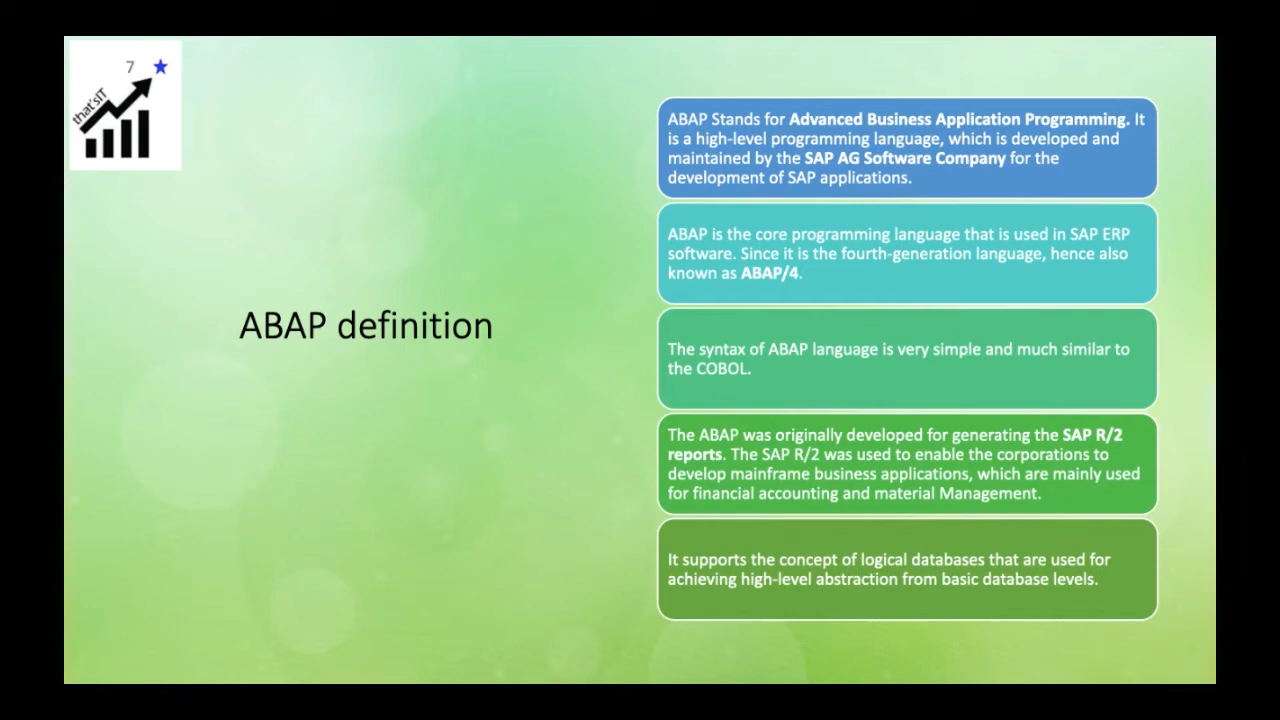 7
that'sIT
ABAP definition
ABAP Stands for Advanced Business Application Programming. It
is a high-level programming language, which is developed and
maintained by the SAP AG Software Company for the
development of SAP applications.
ABAP is the core programming language that is used in SAP ERP
software. Since it is the fourth-generation language, hence also
known as ABAP/4.
The syntax of ABAP language is very simple and much similar to
the COBOL.
The ABAP was originally developed for generating the SAP R/2
reports. The SAP R/2 was used to enable the corporations to
develop mainframe business applications, which are mainly used
for financial accounting and material Management.
It supports the concept of logical databases that are used for
achieving high-level abstraction from basic database levels.